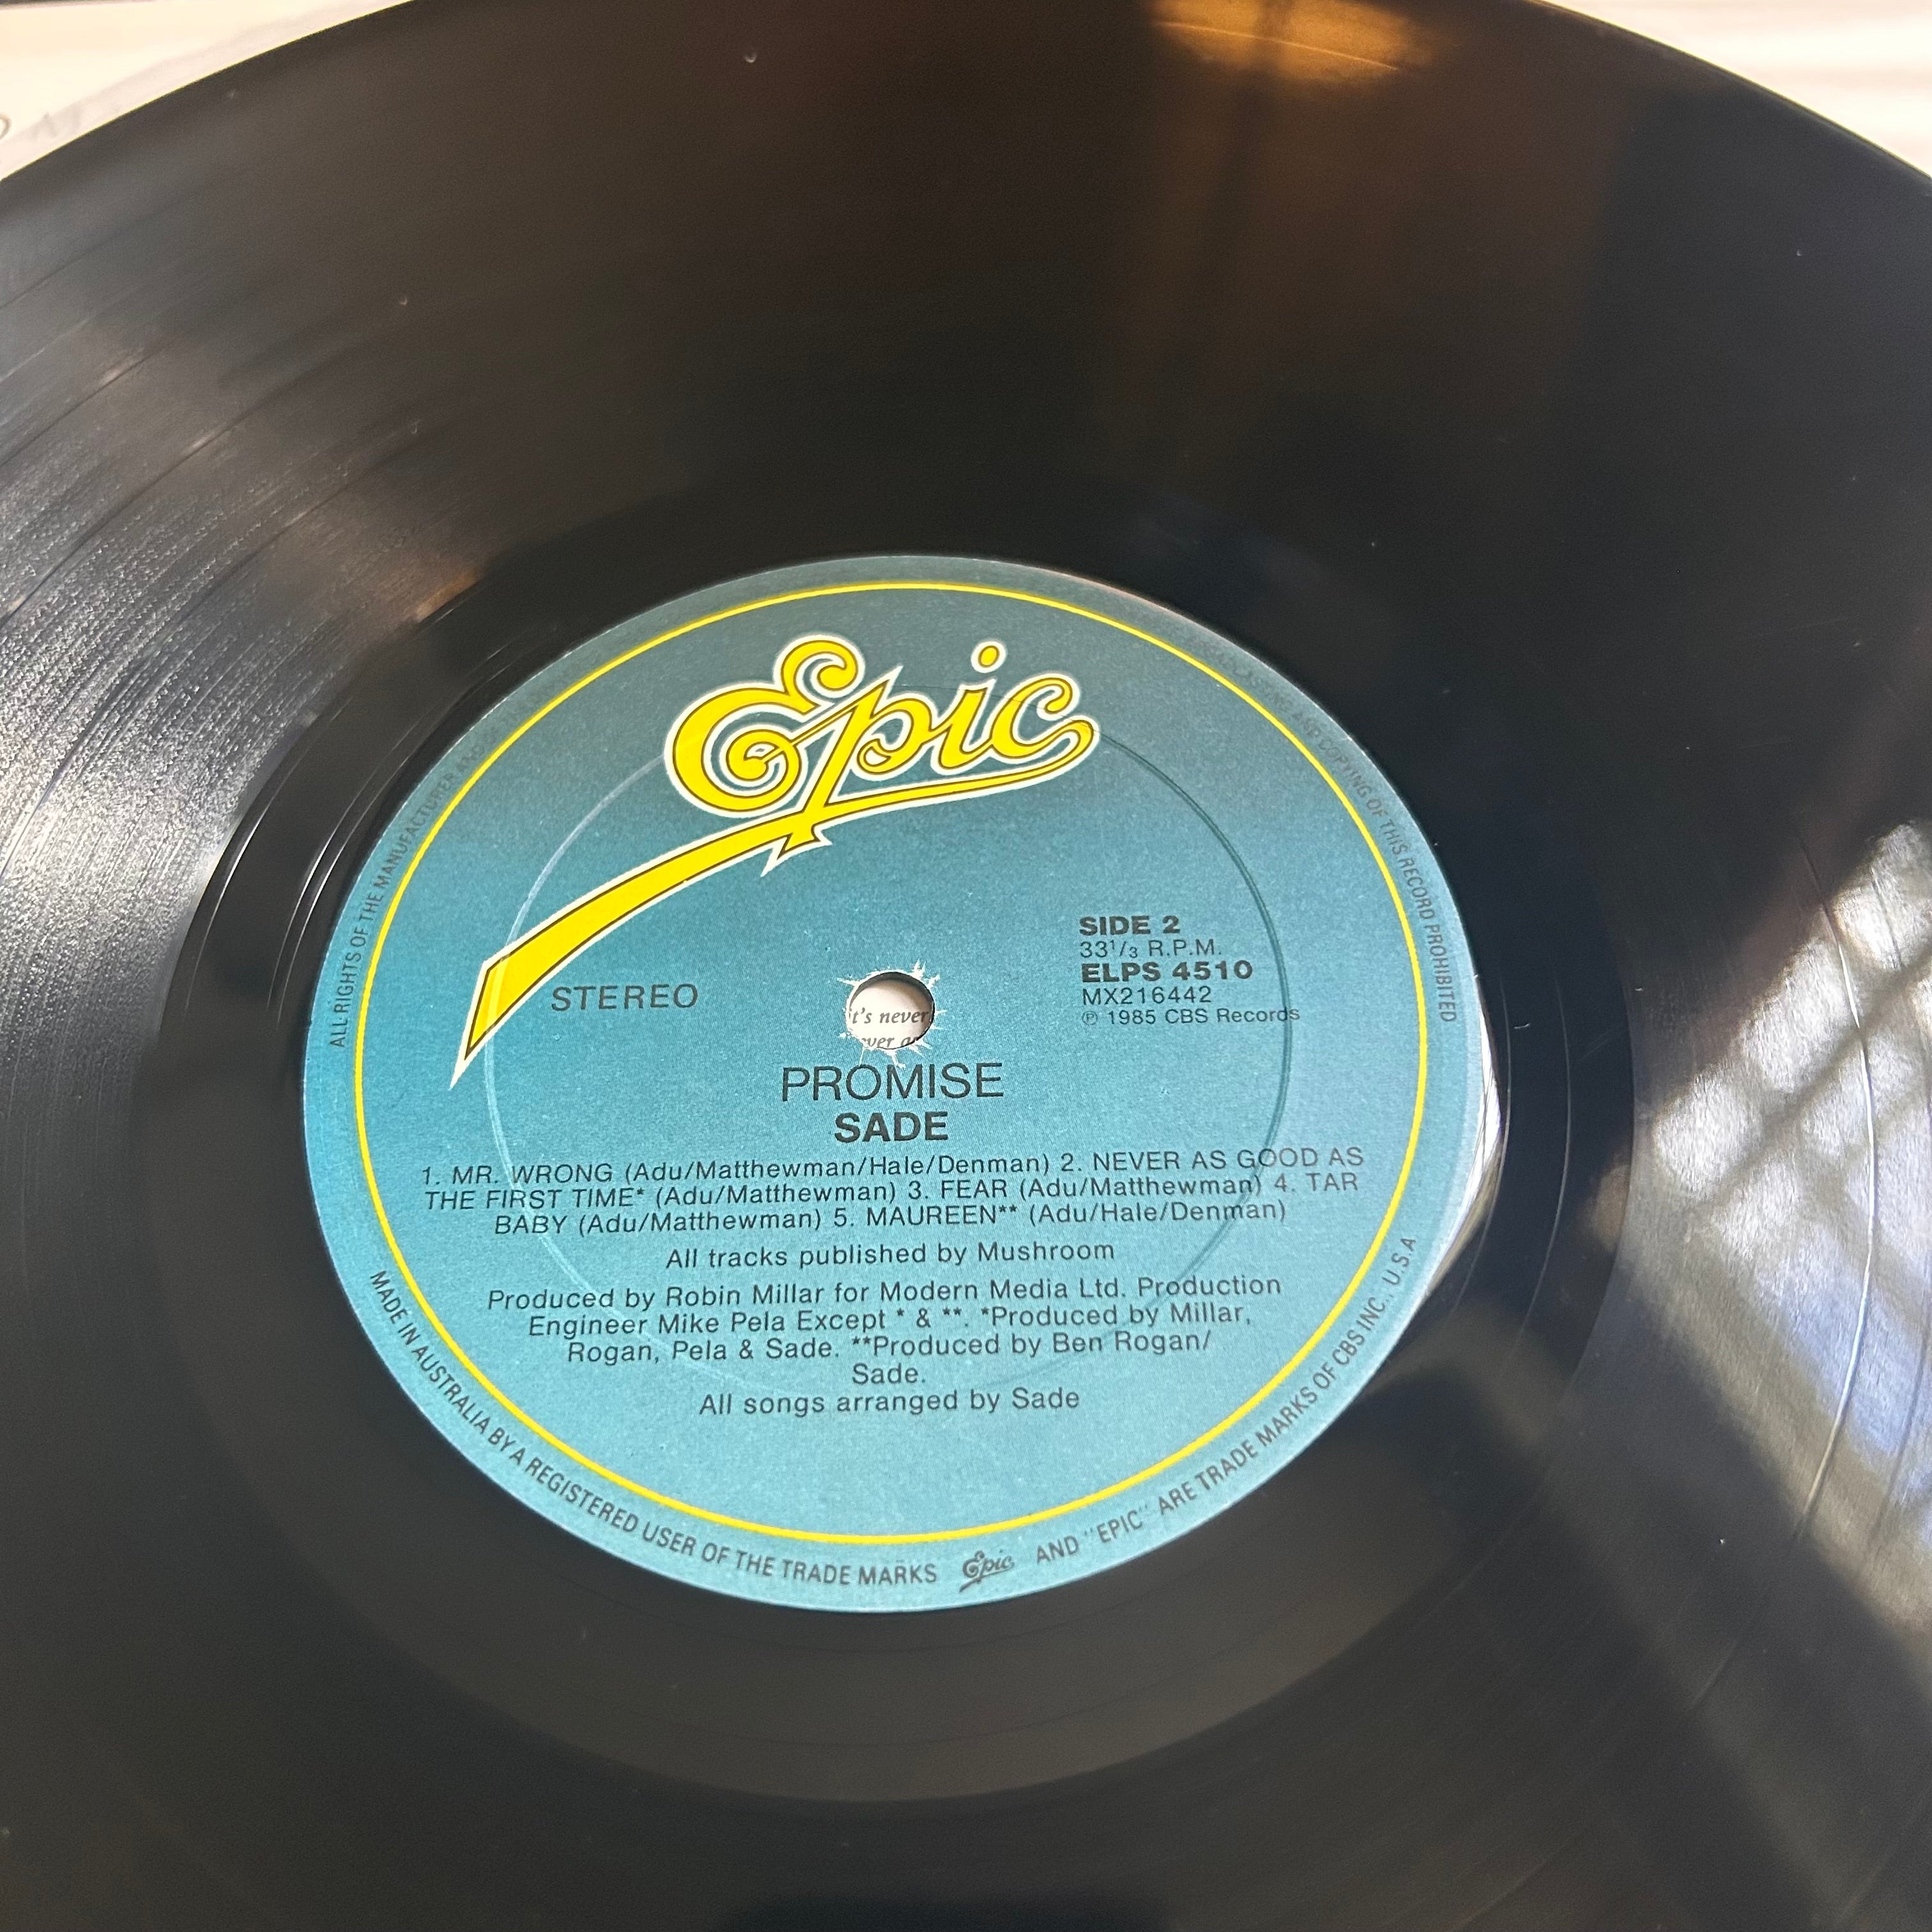 Epic
STEREO
SIDE 2
33¹/₃ R.P.M.
ELPS 4510
MX216442
℗ 1985 CBS Records
't's never
PROMISE
SADE
1. MR. WRONG (Adu/Matthewman/Hale/Denman) 2. NEVER AS GOOD AS
THE FIRST TIME* (Adu/Matthewman) 3. FEAR (Adu/Matthewman) 4. TAR
BABY (Adu/Matthewman) 5. MAUREEN** (Adu/Hale/Denman)
All tracks published by Mushroom
Produced by Robin Millar for Modern Media Ltd. Production
Engineer Mike Pela Except * & **. *Produced by Millar,
Rogan, Pela & Sade. **Produced by Ben Rogan/
Sade.
All songs arranged by Sade
ALL RIGHTS OF THE MANUFACTURER
AND COPYING OF THIS RECORD PROHIBITED
MADE IN AUSTRALIA BY A REGISTERED USER OF THE TRADE MARKS Epic AND "EPIC" ARE TRADE MARKS OF CBS INC., U.S.A